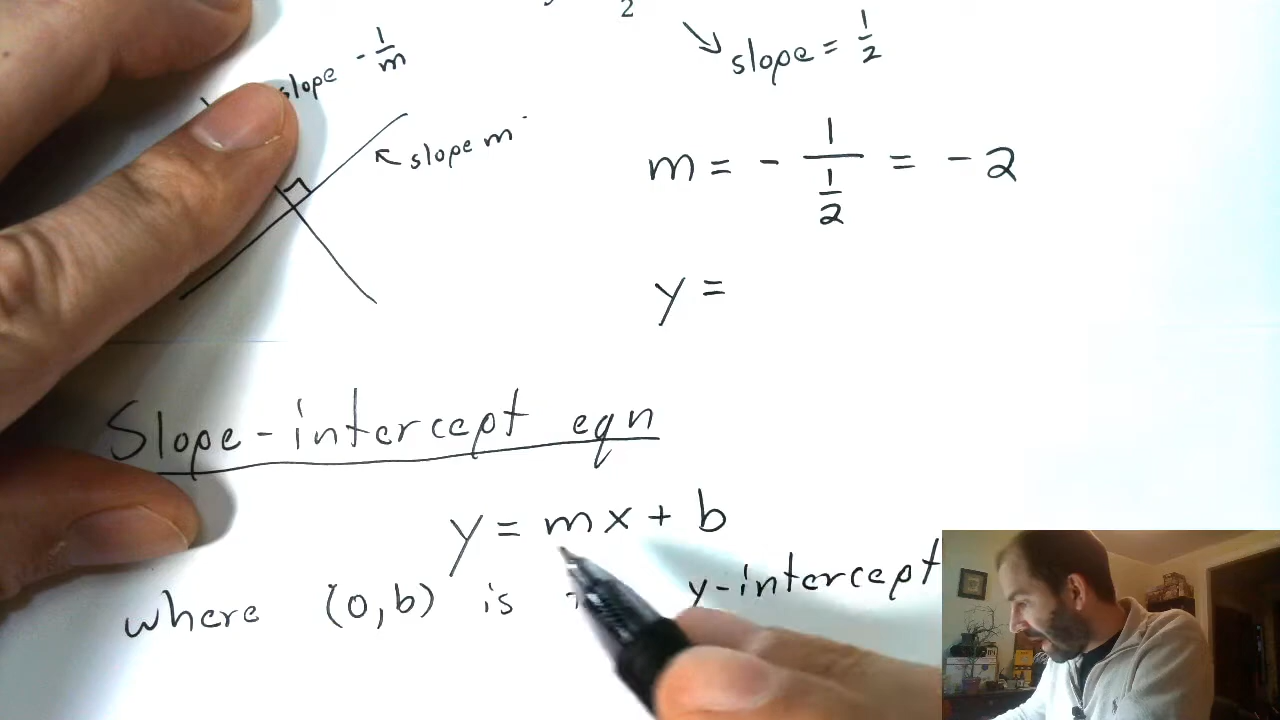 slope - 1/m
slope m
slope = 1/2
m = - 1/(1/2) = -2
y =
Slope-intercept eqn
y = mx + b
where (0,b) is y-intercept